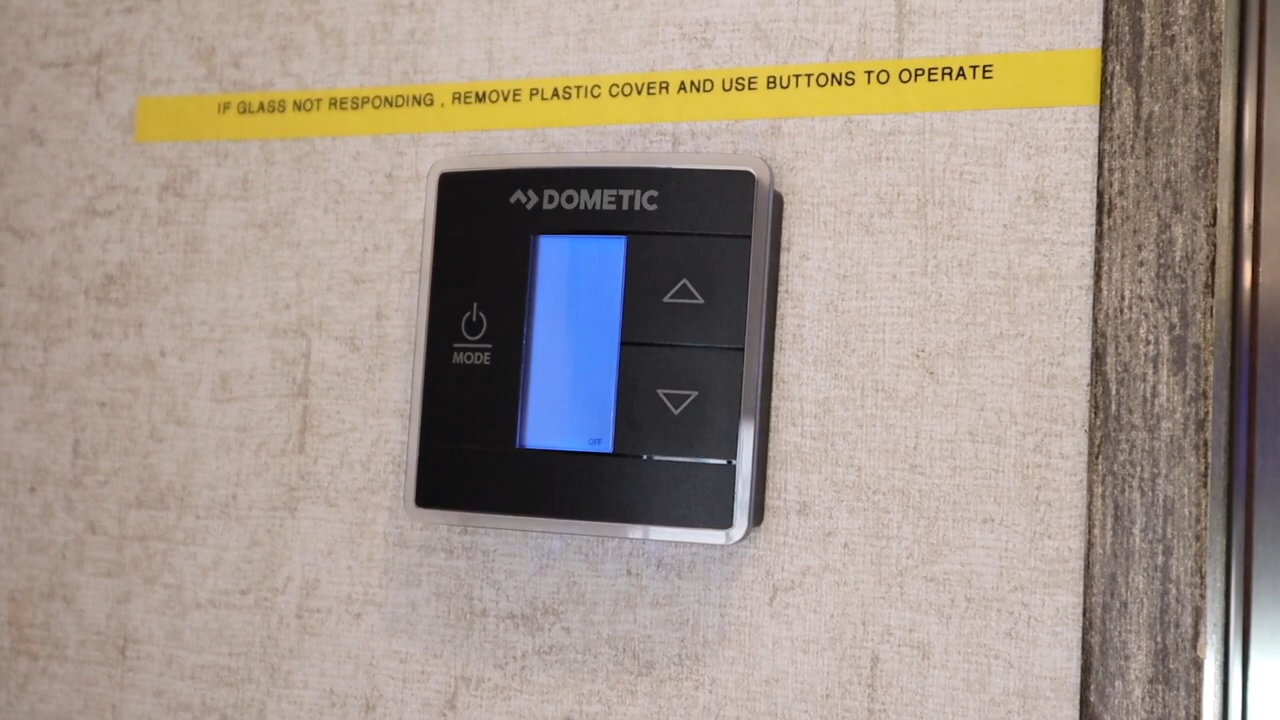 IF GLASS NOT RESPONDING , REMOVE PLASTIC COVER AND USE BUTTONS TO OPERATE
DOMETIC
MODE
OFF